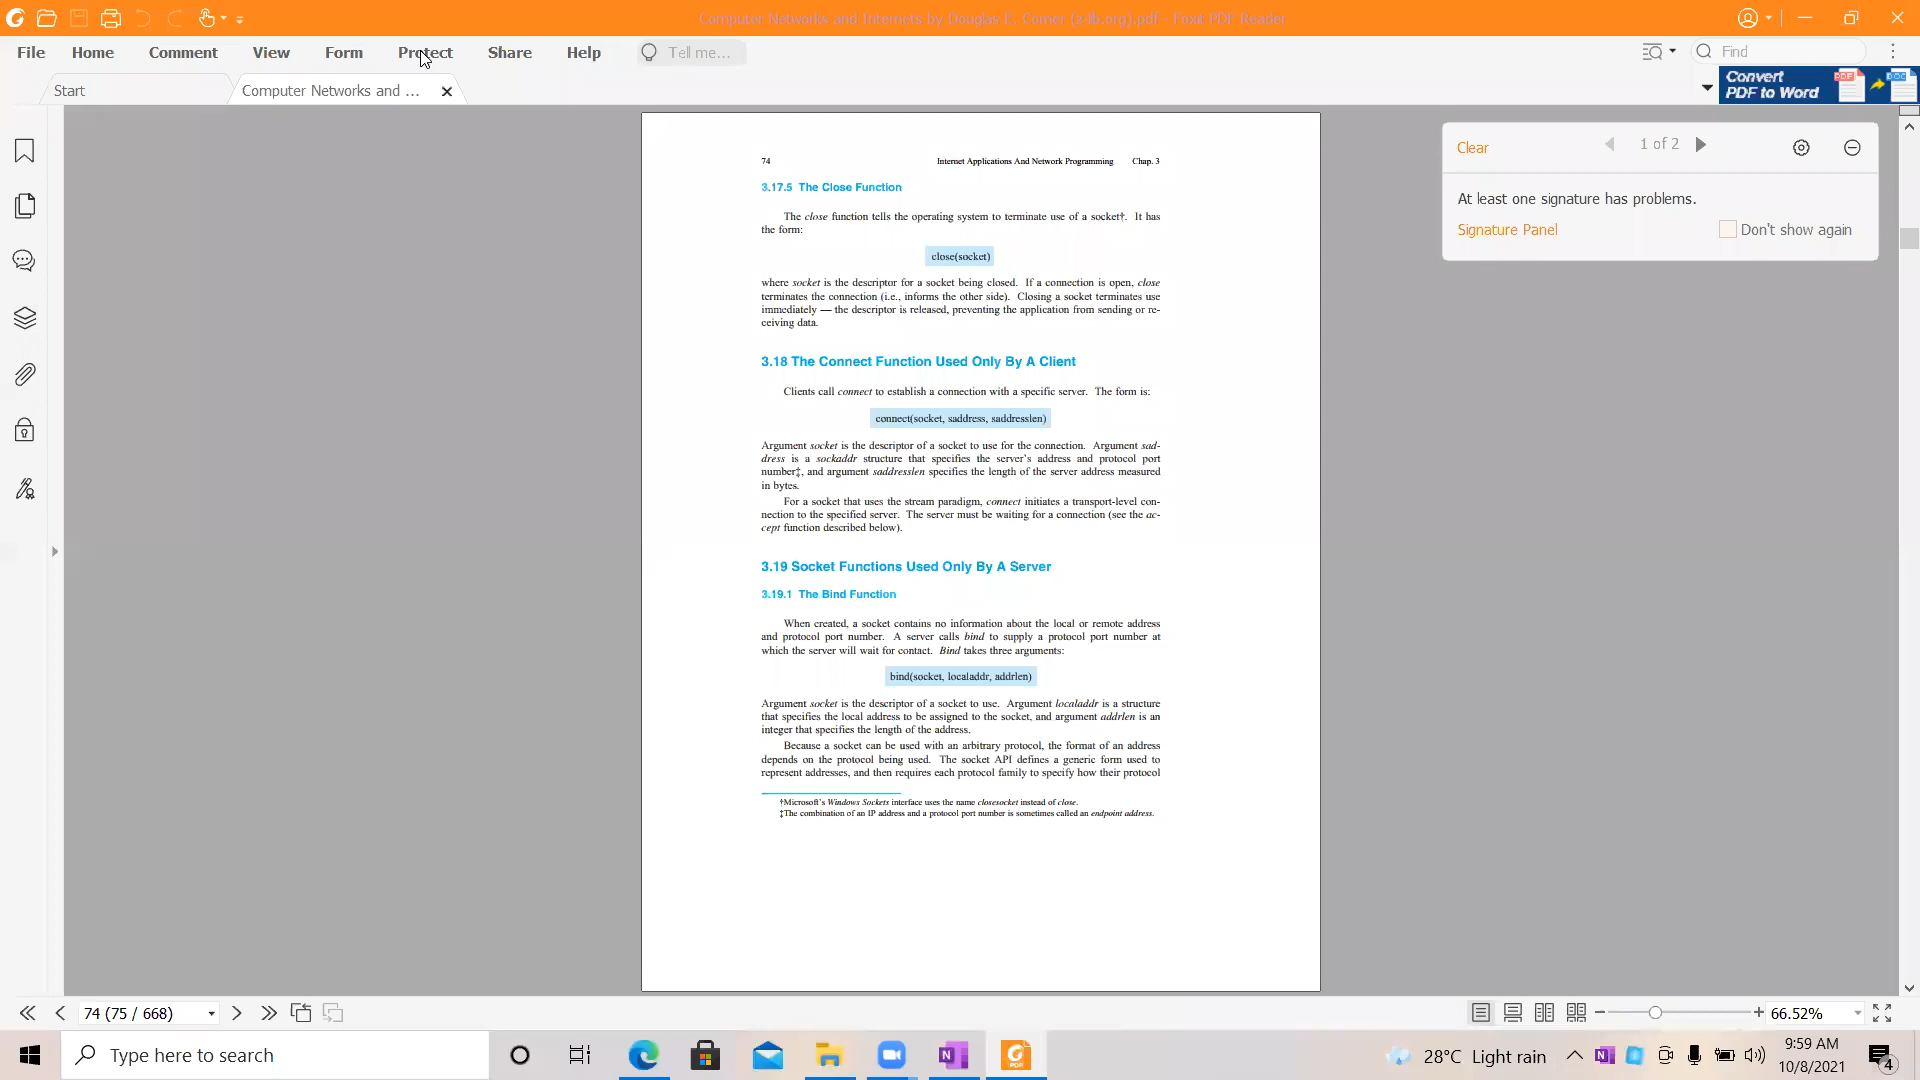 Computer Networks and Internets by Douglas E. Comer (z-lib.org).pdf - Foxit PDF Reader
File Home Comment View Form Protect Share Help Tell me... Find
Start Computer Networks and ... Convert PDF to Word
PDF DOC
Clear 1 of 2
At least one signature has problems.
Signature Panel Don't show again
74 Internet Applications And Network Programming Chap. 3
3.17.5 The Close Function
The close function tells the operating system to terminate use of a socket†. It has
the form:
close(socket)
where socket is the descriptor for a socket being closed. If a connection is open, close
terminates the connection (i.e., informs the other side). Closing a socket terminates use
immediately — the descriptor is released, preventing the application from sending or re-
ceiving data.
3.18 The Connect Function Used Only By A Client
Clients call connect to establish a connection with a specific server. The form is:
connect(socket, saddress, saddresslen)
Argument socket is the descriptor of a socket to use for the connection. Argument sad-
dress is a sockaddr structure that specifies the server's address and protocol port
number‡, and argument saddresslen specifies the length of the server address measured
in bytes.
For a socket that uses the stream paradigm, connect initiates a transport-level con-
nection to the specified server. The server must be waiting for a connection (see the ac-
cept function described below).
3.19 Socket Functions Used Only By A Server
3.19.1 The Bind Function
When created, a socket contains no information about the local or remote address
and protocol port number. A server calls bind to supply a protocol port number at
which the server will wait for contact. Bind takes three arguments:
bind(socket, localaddr, addrlen)
Argument socket is the descriptor of a socket to use. Argument localaddr is a structure
that specifies the local address to be assigned to the socket, and argument addrlen is an
integer that specifies the length of the address.
Because a socket can be used with an arbitrary protocol, the format of an address
depends on the protocol being used. The socket API defines a generic form used to
represent addresses, and then requires each protocol family to specify how their protocol
†Microsoft's Windows Sockets interface uses the name closesocket instead of close.
‡The combination of an IP address and a protocol port number is sometimes called an endpoint address.
74 (75 / 668) 66.52%
Type here to search PDF 28°C Light rain 9:59 AM
10/8/2021 4